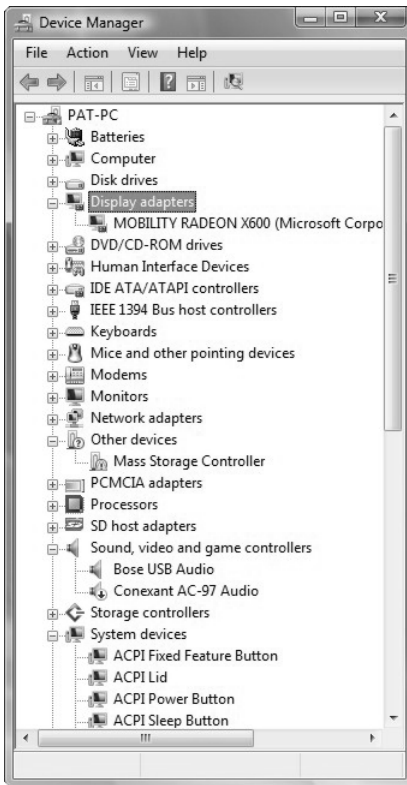 Device Manager
File Action View Help
PAT-PC
Batteries
Computer
Disk drives
Display adapters
MOBILITY RADEON X600 (Microsoft Corpo
DVD/CD-ROM drives
Human Interface Devices
IDE ATA/ATAPI controllers
IEEE 1394 Bus host controllers
Keyboards
Mice and other pointing devices
Modems
Monitors
Network adapters
Other devices
Mass Storage Controller
PCMCIA adapters
Processors
SD host adapters
Sound, video and game controllers
Bose USB Audio
Conexant AC-97 Audio
Storage controllers
System devices
ACPI Fixed Feature Button
ACPI Lid
ACPI Power Button
ACPI Sleep Button